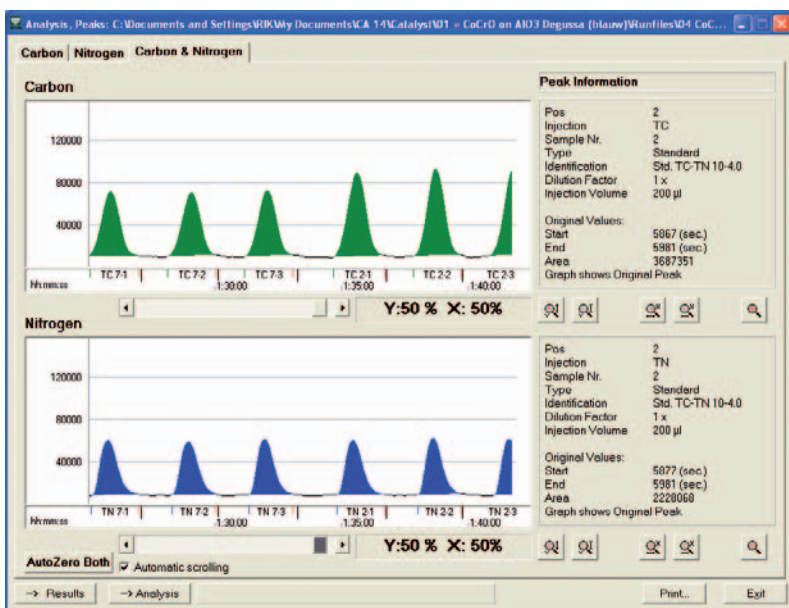 Analysis, Peaks: C:\Documents and Settings\RIK\My Documents\CA 14\Catalyst\01 = CoCrO on AlO3 Degussa (blauw)\Runfiles\04 CoC...
Carbon Nitrogen Carbon & Nitrogen
Carbon
120000
80000
40000
TC 7-1 TC 7-2 TC 7-3 TC 2-1 TC 2-2 TC 2-3
hh:mm:ss 1:30:00 1:35:00 1:40:00
Y:50 % X: 50%
Peak Information
Pos 2
Injection TC
Sample Nr. 2
Type Standard
Identification Std. TC-TN 10-4.0
Dilution Factor 1 x
Injection Volume 200 µl
Original Values:
Start 5867 (sec.)
End 5981 (sec.)
Area 3687351
Graph shows Original Peak
Nitrogen
120000
80000
40000
TN 7-1 TN 7-2 TN 7-3 TN 2-1 TN 2-2 TN 2-3
hh:mm:ss 1:30:00 1:35:00 1:40:00
Y:50 % X: 50%
Pos 2
Injection TN
Sample Nr. 2
Type Standard
Identification Std. TC-TN 10-4.0
Dilution Factor 1 x
Injection Volume 200 µl
Original Values:
Start 5877 (sec.)
End 5981 (sec.)
Area 2228068
Graph shows Original Peak
AutoZero Both Automatic scrolling
-> Results -> Analysis Print... Exit